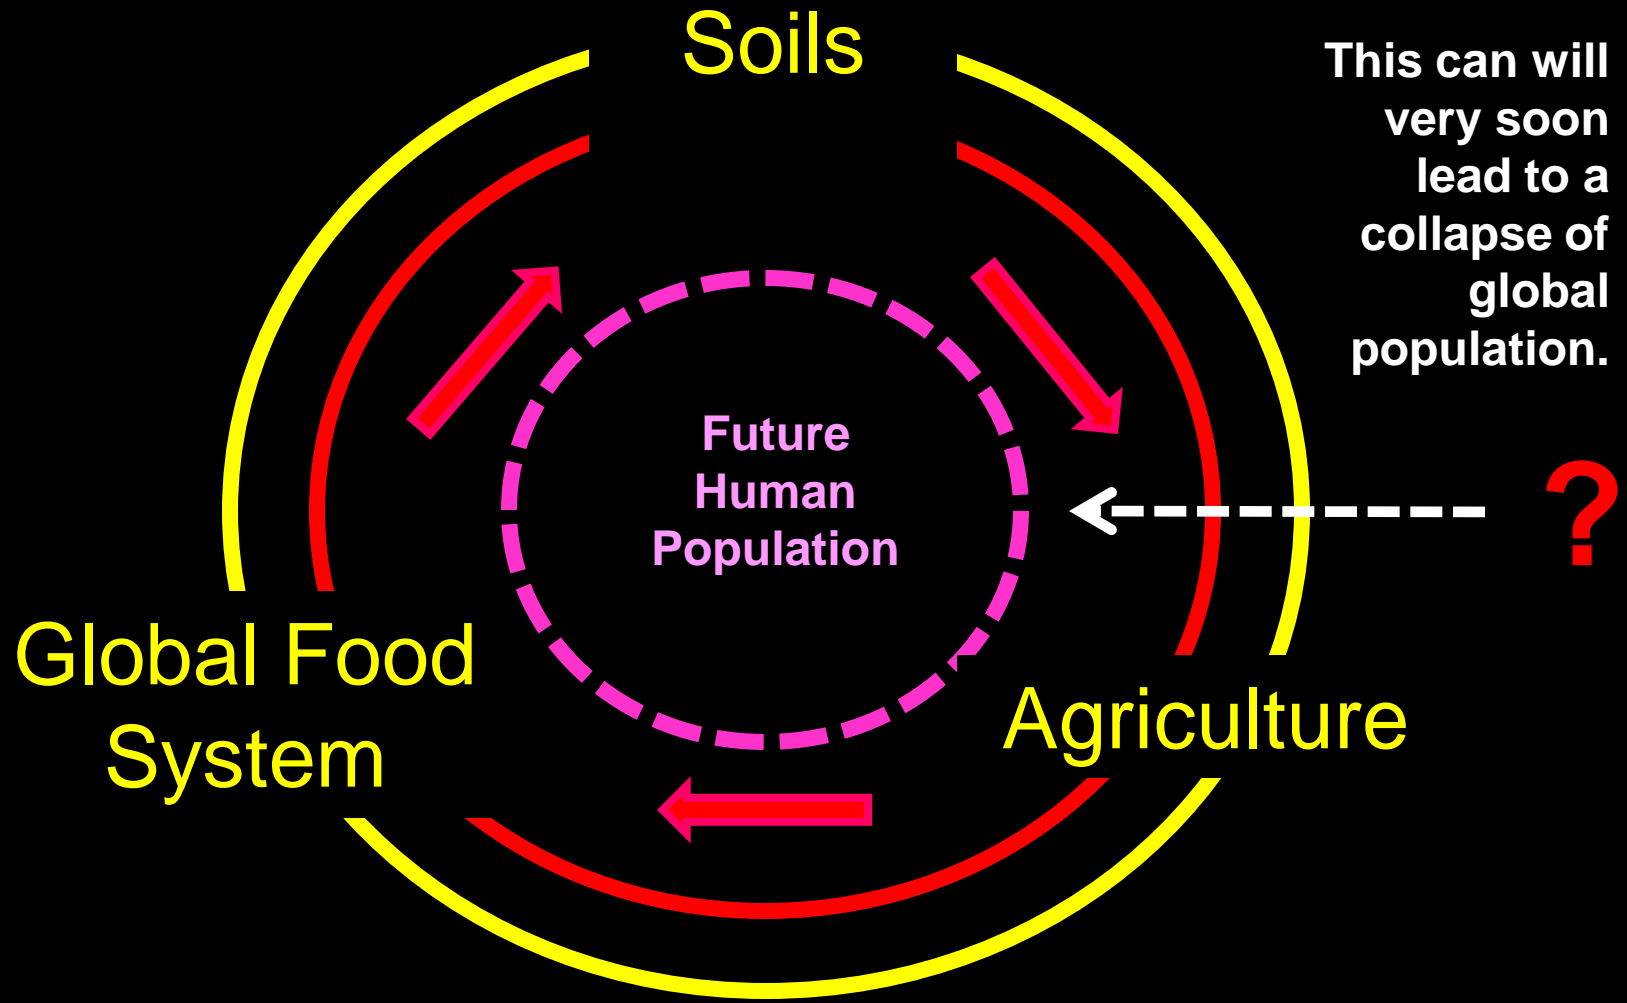 Soils
This can will
very soon
lead to a
collapse of
global
population.
Future
Human
Population
?
Global Food
System
Agriculture